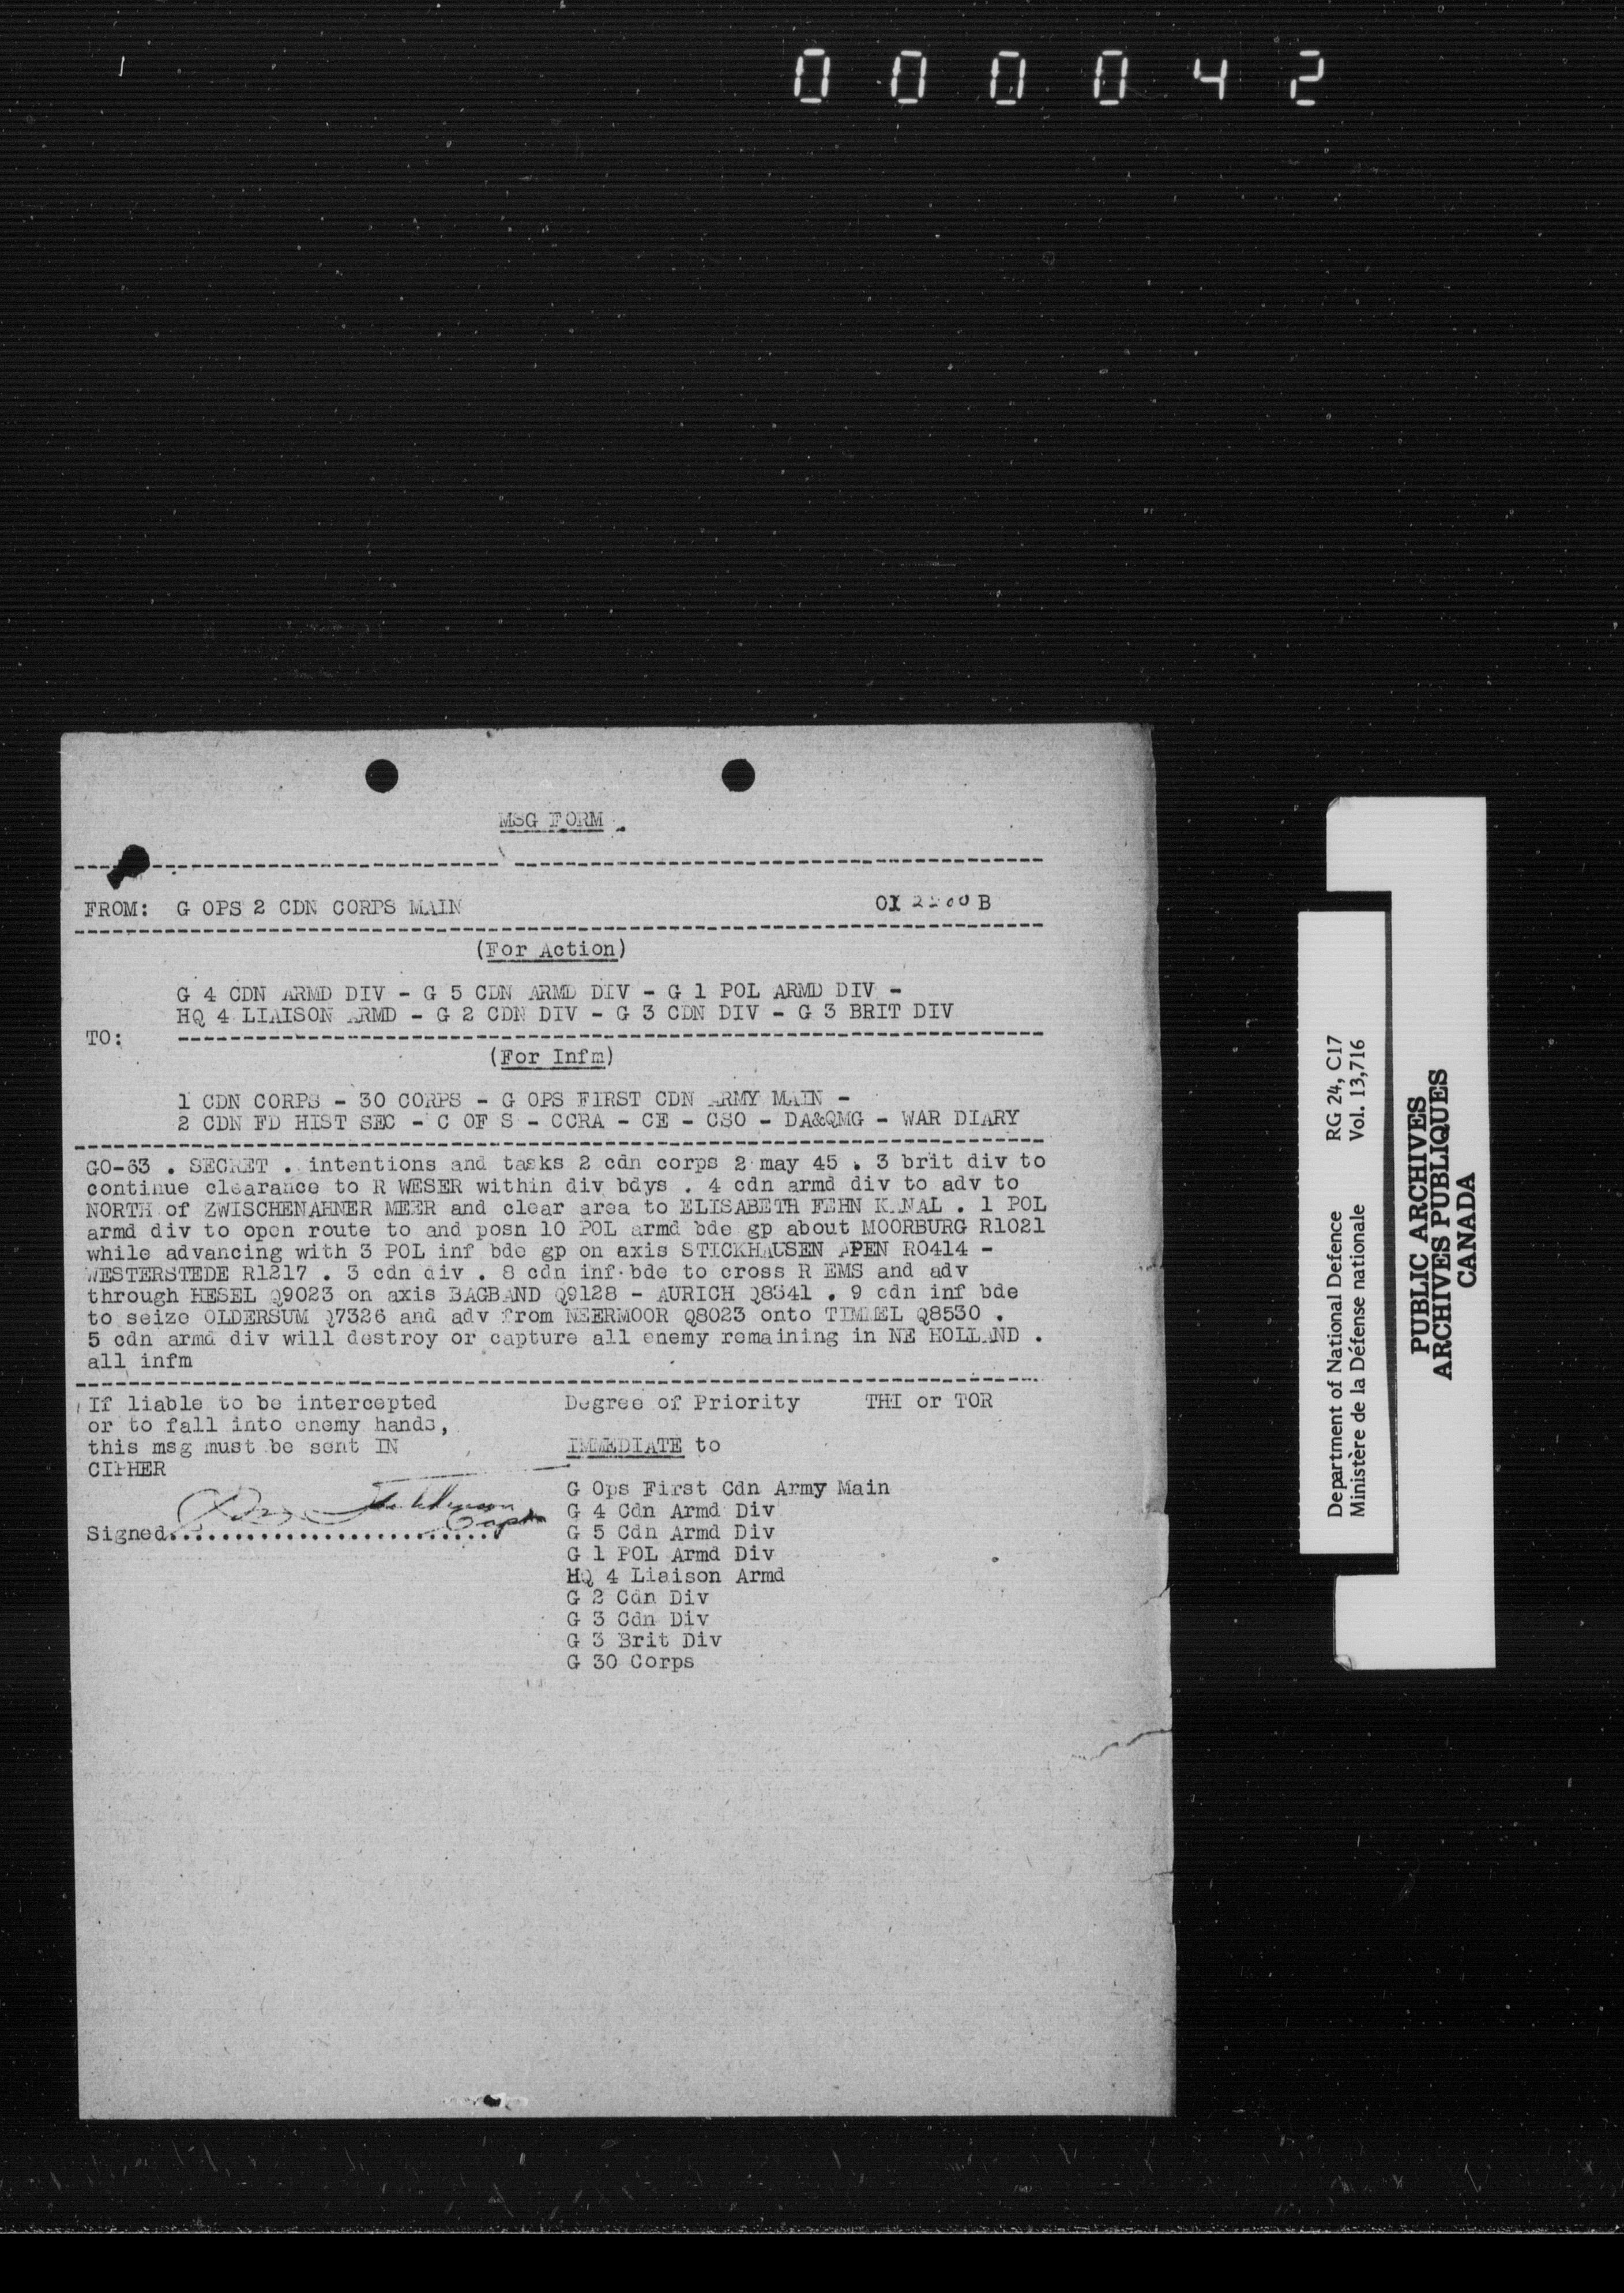 000042
MSG FORM
FROM: G OPS 2 CDN CORPS MAIN 01 2200 B
(For Action)
G 4 CDN ARMD DIV - G 5 CDN ARMD DIV - G 1 POL ARMD DIV -
HQ 4 LIAISON ARMD - G 2 CDN DIV - G 3 CDN DIV - G 3 BRIT DIV
TO:
(For Infm)
1 CDN CORPS - 30 CORPS - G OPS FIRST CDN ARMY MAIN -
2 CDN FD HIST SEC - C OF S - CCRA - CE - CSO - DA&QMG - WAR DIARY
GO-63 . SECRET . intentions and tasks 2 cdn corps 2 may 45 . 3 brit div to
continue clearance to R WESER within div bdys . 4 cdn armd div to adv to
NORTH of ZWISCHENAHNER MEER and clear area to ELISABETH FEHN KANAL . 1 POL
armd div to open route to and posn 10 POL armd bde gp about MOORBURG R1021
while advancing with 3 POL inf bde gp on axis STICKHAUSEN APEN R0414 -
WESTERSTEDE R1217 . 3 cdn div . 8 cdn inf bde to cross R EMS and adv
through HESEL Q9023 on axis BAGBAND Q9128 - AURICH Q8541 . 9 cdn inf bde
to seize OLDERSUM Q7326 and adv from NEERMOOR Q8023 onto TIMMEL Q8530 .
5 cdn armd div will destroy or capture all enemy remaining in NE HOLLAND .
all infm
If liable to be intercepted Degree of Priority THI or TOR
or to fall into enemy hands,
this msg must be sent IN IMMEDIATE to
CIPHER
G Ops First Cdn Army Main
G 4 Cdn Armd Div
Capt
Signed G 5 Cdn Armd Div
G 1 POL Armd Div
HQ 4 Liaison Armd
G 2 Cdn Div
G 3 Cdn Div
G 3 Brit Div
G 30 Corps
Department of National Defence RG 24, C17
Ministère de la Défense nationale Vol. 13,716
PUBLIC ARCHIVES
ARCHIVES PUBLIQUES
CANADA